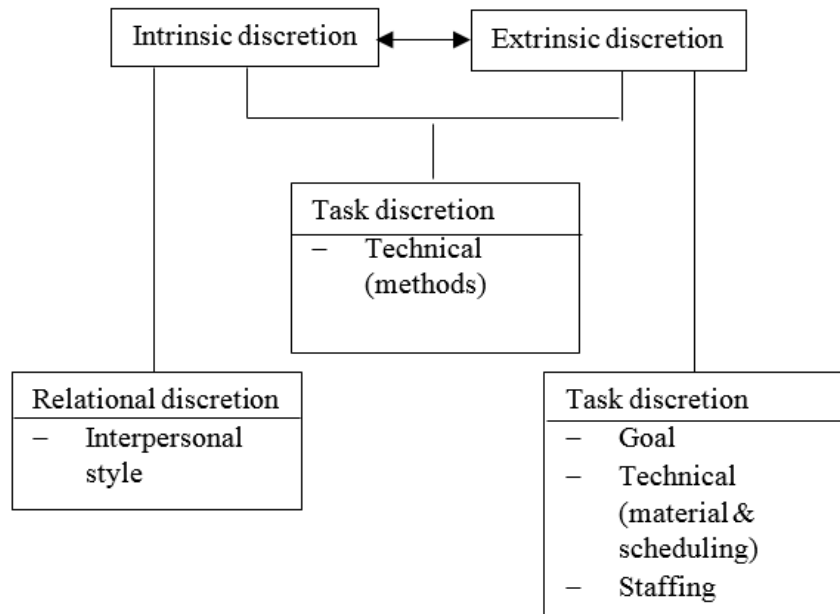 Intrinsic discretion
Extrinsic discretion
Task discretion
– Technical
(methods)
Relational discretion
– Interpersonal
style
Task discretion
– Goal
– Technical
(material &
scheduling)
– Staffing